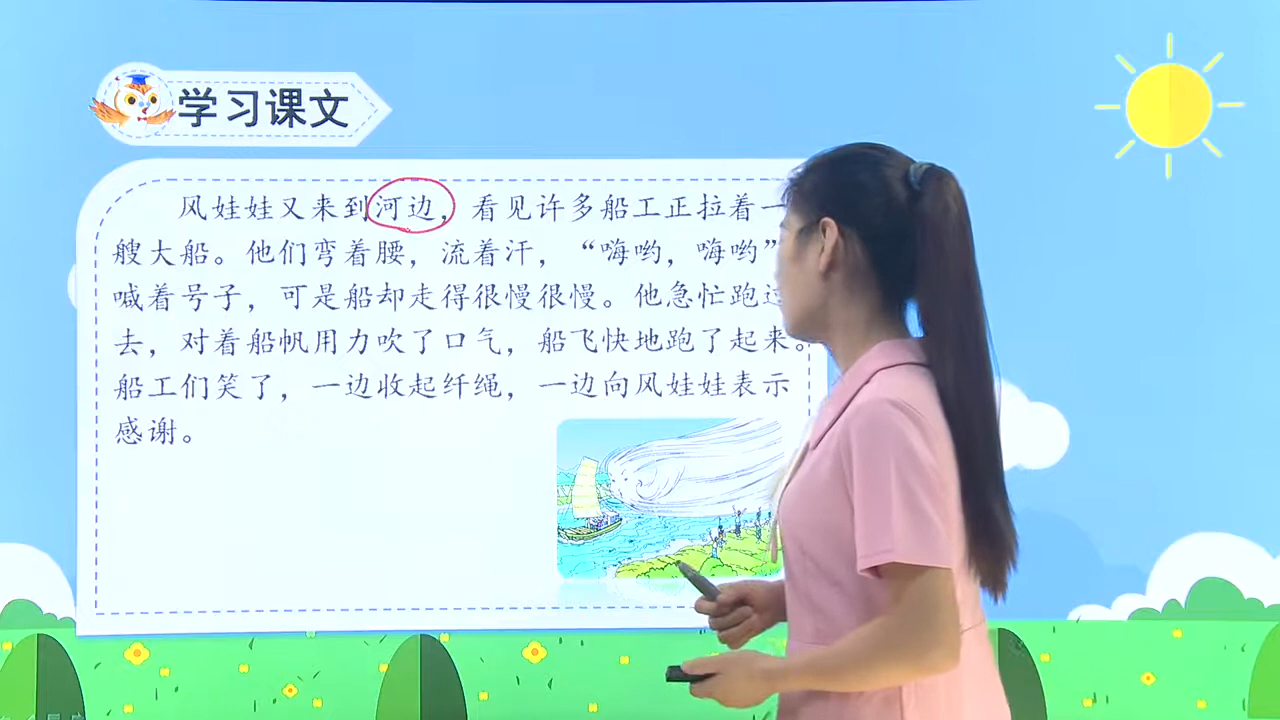 学习课文
风娃娃又来到河边，看见许多船工正拉着一
艘大船。他们弯着腰，流着汗，“嗨哟，嗨哟”
喊着号子，可是船却走得很慢很慢。他急忙跑过
去，对着船帆用力吹了口气，船飞快地跑了起来。
船工们笑了，一边收起纤绳，一边向风娃娃表示
感谢。